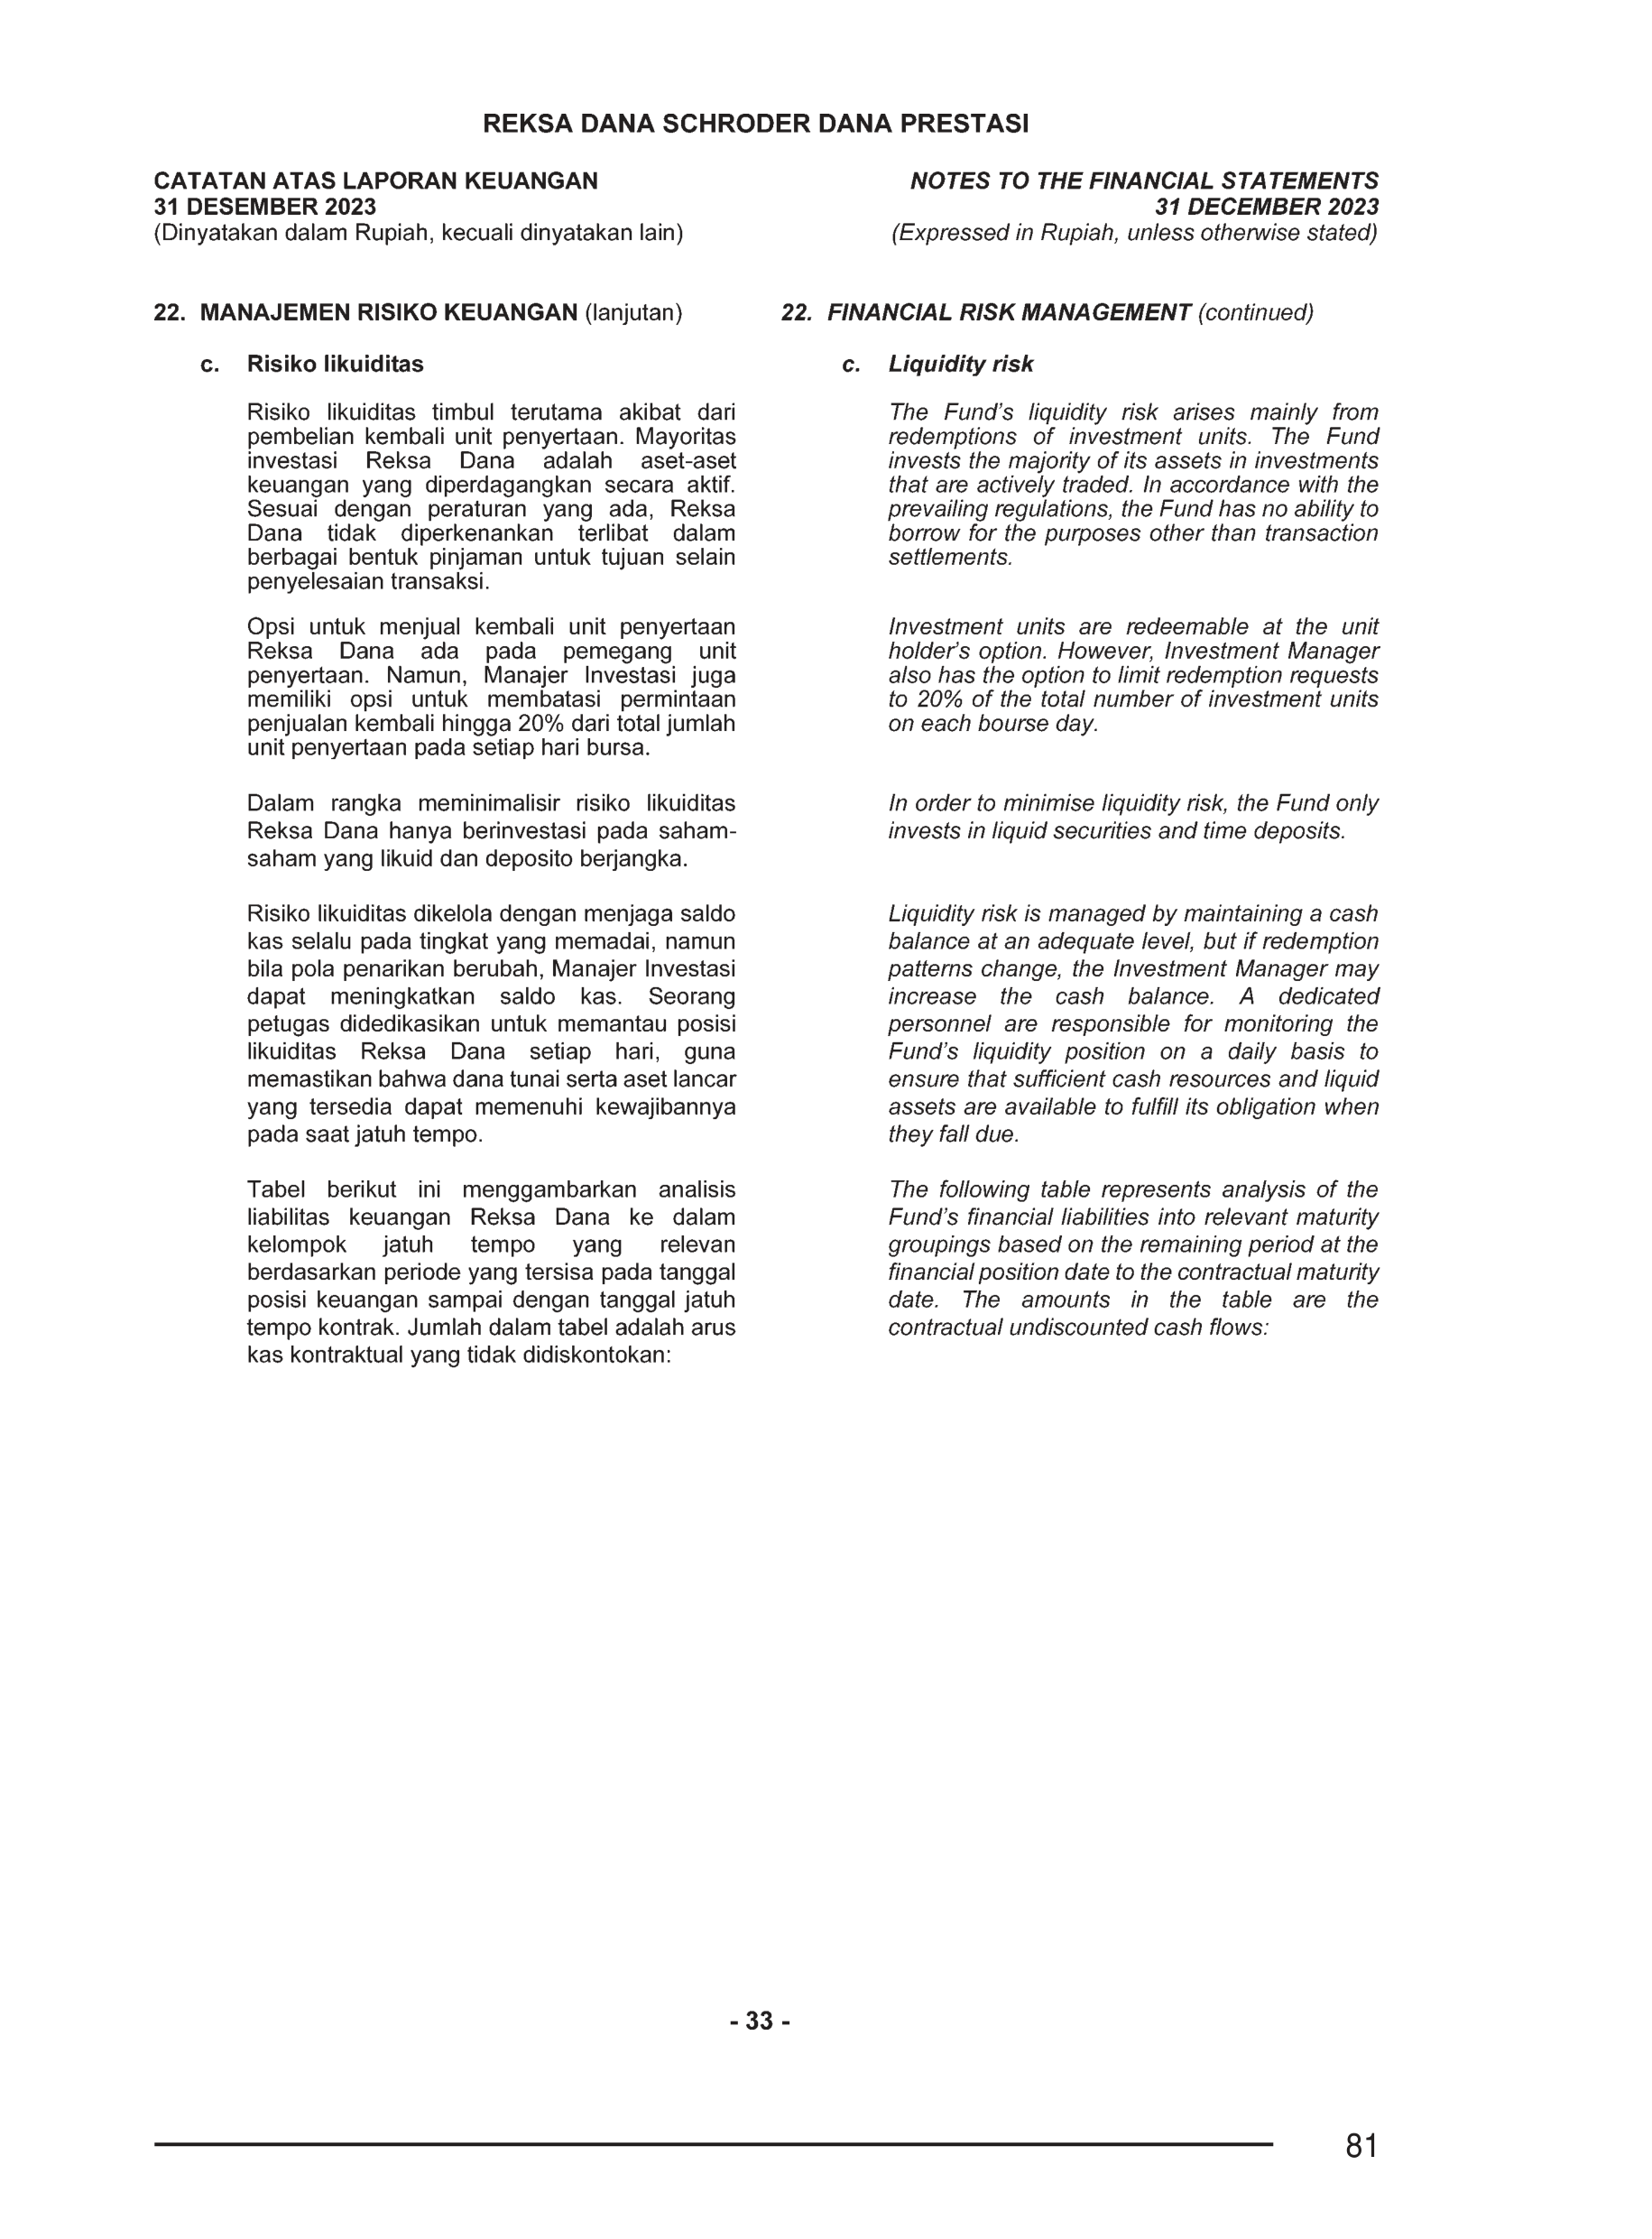 REKSA DANA SCHRODER DANA PRESTASI
CATATAN ATAS LAPORAN KEUANGAN
31 DESEMBER 2023
(Dinyatakan dalam Rupiah, kecuali dinyatakan lain)
NOTES TO THE FINANCIAL STATEMENTS
31 DECEMBER 2023
(Expressed in Rupiah, unless otherwise stated)
22. MANAJEMEN RISIKO KEUANGAN (lanjutan)
c. Risiko likuiditas
Risiko likuiditas timbul terutama akibat dari
pembelian kembali unit penyertaan. Mayoritas
investasi Reksa Dana adalah aset-aset
keuangan yang diperdagangkan secara aktif.
Sesuai dengan peraturan yang ada, Reksa
Dana tidak diperkenankan terlibat dalam
berbagai bentuk pinjaman untuk tujuan selain
penyelesaian transaksi.
Opsi untuk menjual kembali unit penyertaan
Reksa Dana ada pada pemegang unit
penyertaan. Namun, Manajer Investasi juga
memiliki opsi untuk membatasi permintaan
penjualan kembali hingga 20% dari total jumlah
unit penyertaan pada setiap hari bursa.
Dalam rangka meminimalisir risiko likuiditas
Reksa Dana hanya berinvestasi pada saham-
saham yang likuid dan deposito berjangka.
Risiko likuiditas dikelola dengan menjaga saldo
kas selalu pada tingkat yang memadai, namun
bila pola penarikan berubah, Manajer Investasi
dapat meningkatkan saldo kas. Seorang
petugas didedikasikan untuk memantau posisi
likuiditas Reksa Dana setiap hari, guna
memastikan bahwa dana tunai serta aset lancar
yang tersedia dapat memenuhi kewajibannya
pada saat jatuh tempo.
Tabel berikut ini menggambarkan analisis
liabilitas keuangan Reksa Dana ke dalam
kelompok jatuh tempo yang relevan
berdasarkan periode yang tersisa pada tanggal
posisi keuangan sampai dengan tanggal jatuh
tempo kontrak. Jumlah dalam tabel adalah arus
kas kontraktual yang tidak didiskontokan:
22. FINANCIAL RISK MANAGEMENT (continued)
c. Liquidity risk
The Fund's liquidity risk arises mainly from
redemptions of investment units. The Fund
invests the majority of its assets in investments
that are actively traded. In accordance with the
prevailing regulations, the Fund has no ability to
borrow for the purposes other than transaction
settlements.
Investment units are redeemable at the unit
holder's option. However, Investment Manager
also has the option to limit redemption requests
to 20% of the total number of investment units
on each bourse day.
In order to minimise liquidity risk, the Fund only
invests in liquid securities and time deposits.
Liquidity risk is managed by maintaining a cash
balance at an adequate level, but if redemption
patterns change, the Investment Manager may
increase the cash balance. A dedicated
personnel are responsible for monitoring the
Fund's liquidity position on a daily basis to
ensure that sufficient cash resources and liquid
assets are available to fulfill its obligation when
they fall due.
The following table represents analysis of the
Fund's financial liabilities into relevant maturity
groupings based on the remaining period at the
financial position date to the contractual maturity
date. The amounts in the table are the
contractual undiscounted cash flows:
- 33 -
81